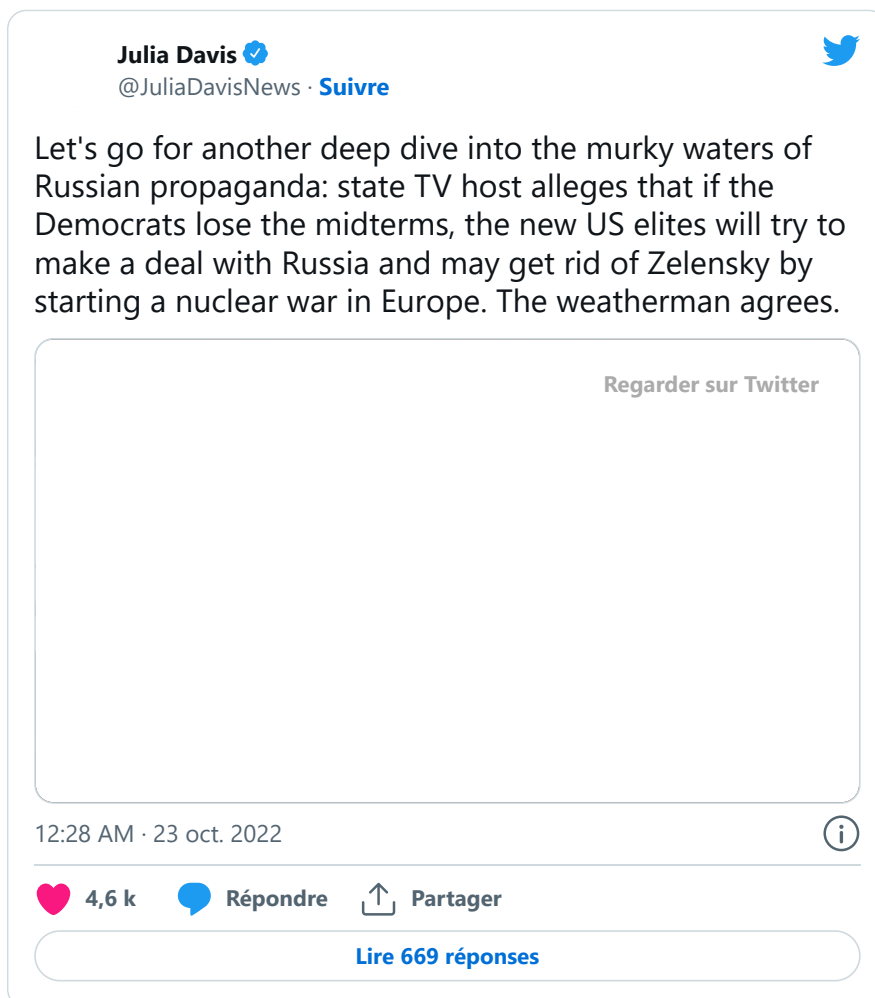 Julia Davis
@JuliaDavisNews · Suivre
Let's go for another deep dive into the murky waters of
Russian propaganda: state TV host alleges that if the
Democrats lose the midterms, the new US elites will try to
make a deal with Russia and may get rid of Zelensky by
starting a nuclear war in Europe. The weatherman agrees.
Regarder sur Twitter
12:28 AM · 23 oct. 2022
4,6 k Répondre Partager
Lire 669 réponses